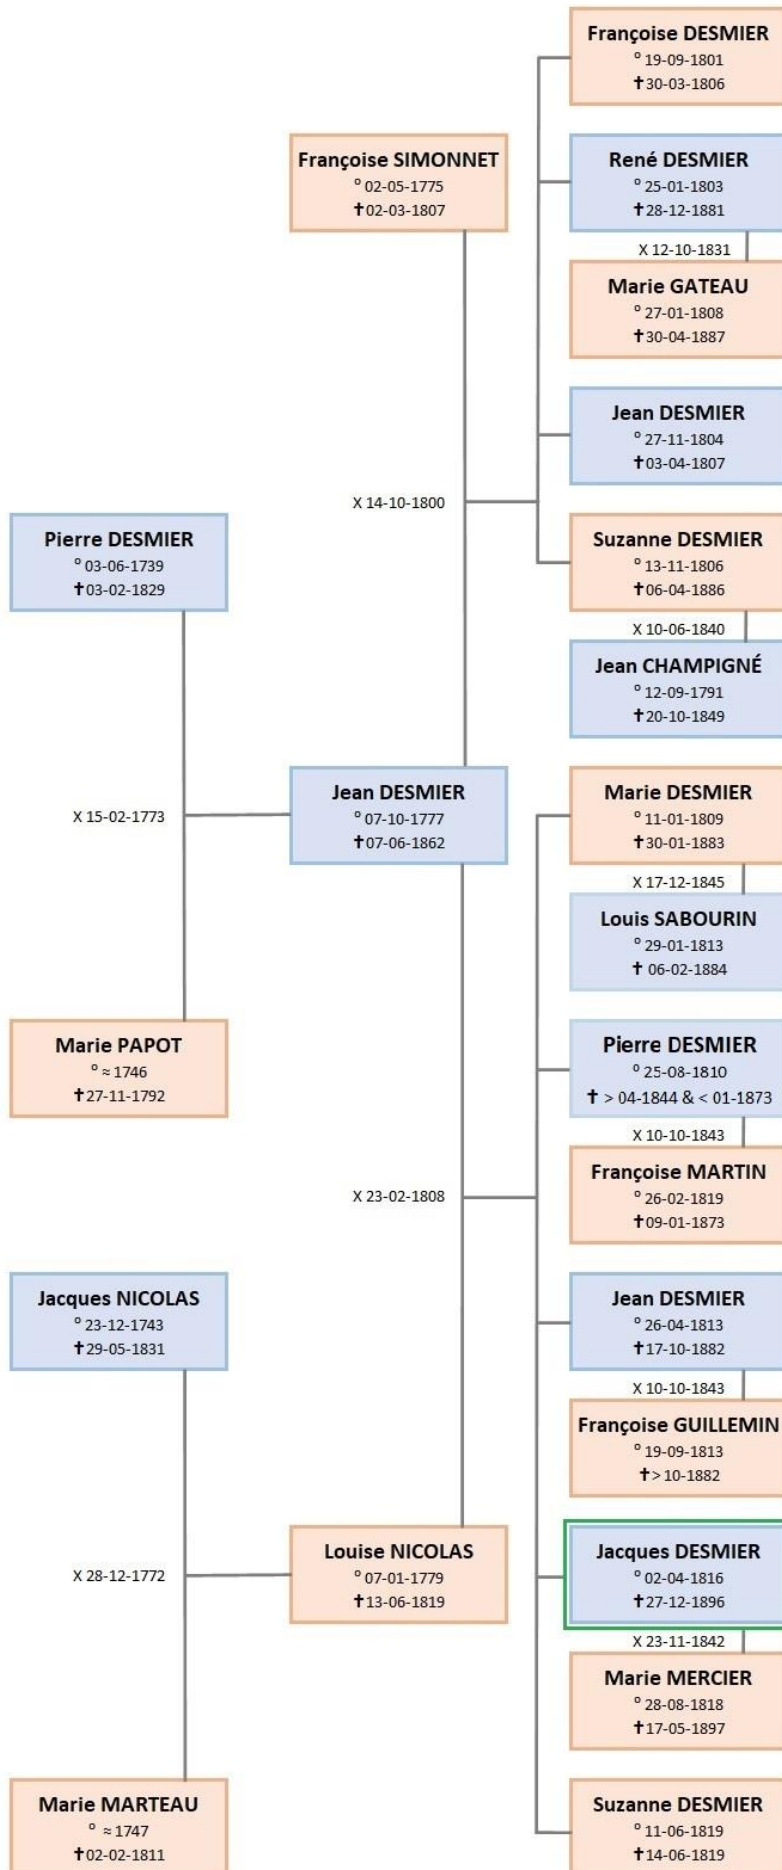 Françoise DESMIER
° 19-09-1801
✝30-03-1806
Françoise SIMONNET
° 02-05-1775
✝02-03-1807
René DESMIER
° 25-01-1803
✝28-12-1881
X 12-10-1831
Marie GATEAU
° 27-01-1808
✝30-04-1887
Jean DESMIER
° 27-11-1804
✝03-04-1807
X 14-10-1800
Pierre DESMIER
° 03-06-1739
✝03-02-1829
Suzanne DESMIER
° 13-11-1806
✝06-04-1886
X 10-06-1840
Jean CHAMPIGNÉ
° 12-09-1791
✝20-10-1849
X 15-02-1773
Jean DESMIER
° 07-10-1777
✝07-06-1862
Marie DESMIER
° 11-01-1809
✝30-01-1883
X 17-12-1845
Louis SABOURIN
° 29-01-1813
✝ 06-02-1884
Marie PAPOT
° ≈ 1746
✝27-11-1792
Pierre DESMIER
° 25-08-1810
✝ > 04-1844 & < 01-1873
X 10-10-1843
Françoise MARTIN
° 26-02-1819
✝09-01-1873
X 23-02-1808
Jacques NICOLAS
° 23-12-1743
✝29-05-1831
Jean DESMIER
° 26-04-1813
✝17-10-1882
X 10-10-1843
Françoise GUILLEMIN
° 19-09-1813
✝> 10-1882
X 28-12-1772
Louise NICOLAS
° 07-01-1779
✝13-06-1819
Jacques DESMIER
° 02-04-1816
✝27-12-1896
X 23-11-1842
Marie MERCIER
° 28-08-1818
✝17-05-1897
Marie MARTEAU
° ≈ 1747
✝02-02-1811
Suzanne DESMIER
° 11-06-1819
✝14-06-1819